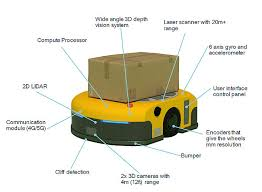 Wide angle 3D depth
vision system
Laser scanner with 20m+
range
Compute Processor
6 axis gyro and
accelerometer
2D LIDAR
User interface
control panel
Communication
module (4G/5G)
Encoders that
give the wheels
mm resolution
Cliff detection
Bumper
2x 3D cameras with
4m (12ft) range